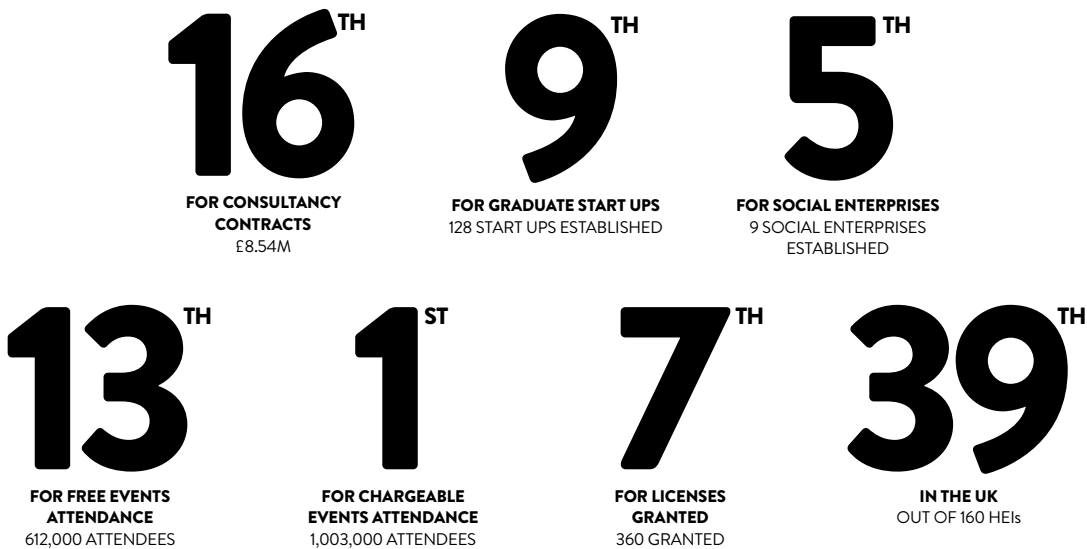 16TH
FOR CONSULTANCY
CONTRACTS
£8.54M
9TH
FOR GRADUATE START UPS
128 START UPS ESTABLISHED
5TH
FOR SOCIAL ENTERPRISES
9 SOCIAL ENTERPRISES
ESTABLISHED
13TH
FOR FREE EVENTS
ATTENDANCE
612,000 ATTENDEES
1ST
FOR CHARGEABLE
EVENTS ATTENDANCE
1,003,000 ATTENDEES
7TH
FOR LICENSES
GRANTED
360 GRANTED
39TH
IN THE UK
OUT OF 160 HEIs